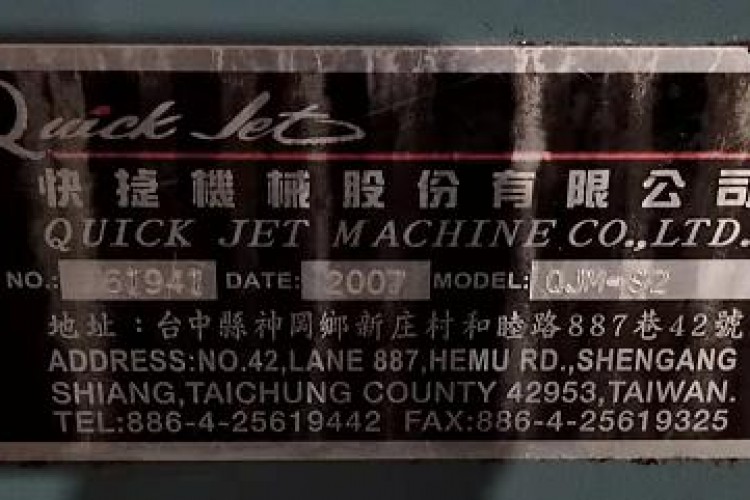 Quick Jet
快捷機械股份有限公司
QUICK JET MACHINE CO.,LTD.
NO.: 61941 DATE: 2007 MODEL: QJM-S2
地址：台中縣神岡鄉新庄村和睦路887巷42號
ADDRESS:NO.42,LANE 887,HEMU RD.,SHENGANG
SHIANG,TAICHUNG COUNTY 42953,TAIWAN.
TEL:886-4-25619442 FAX:886-4-25619325